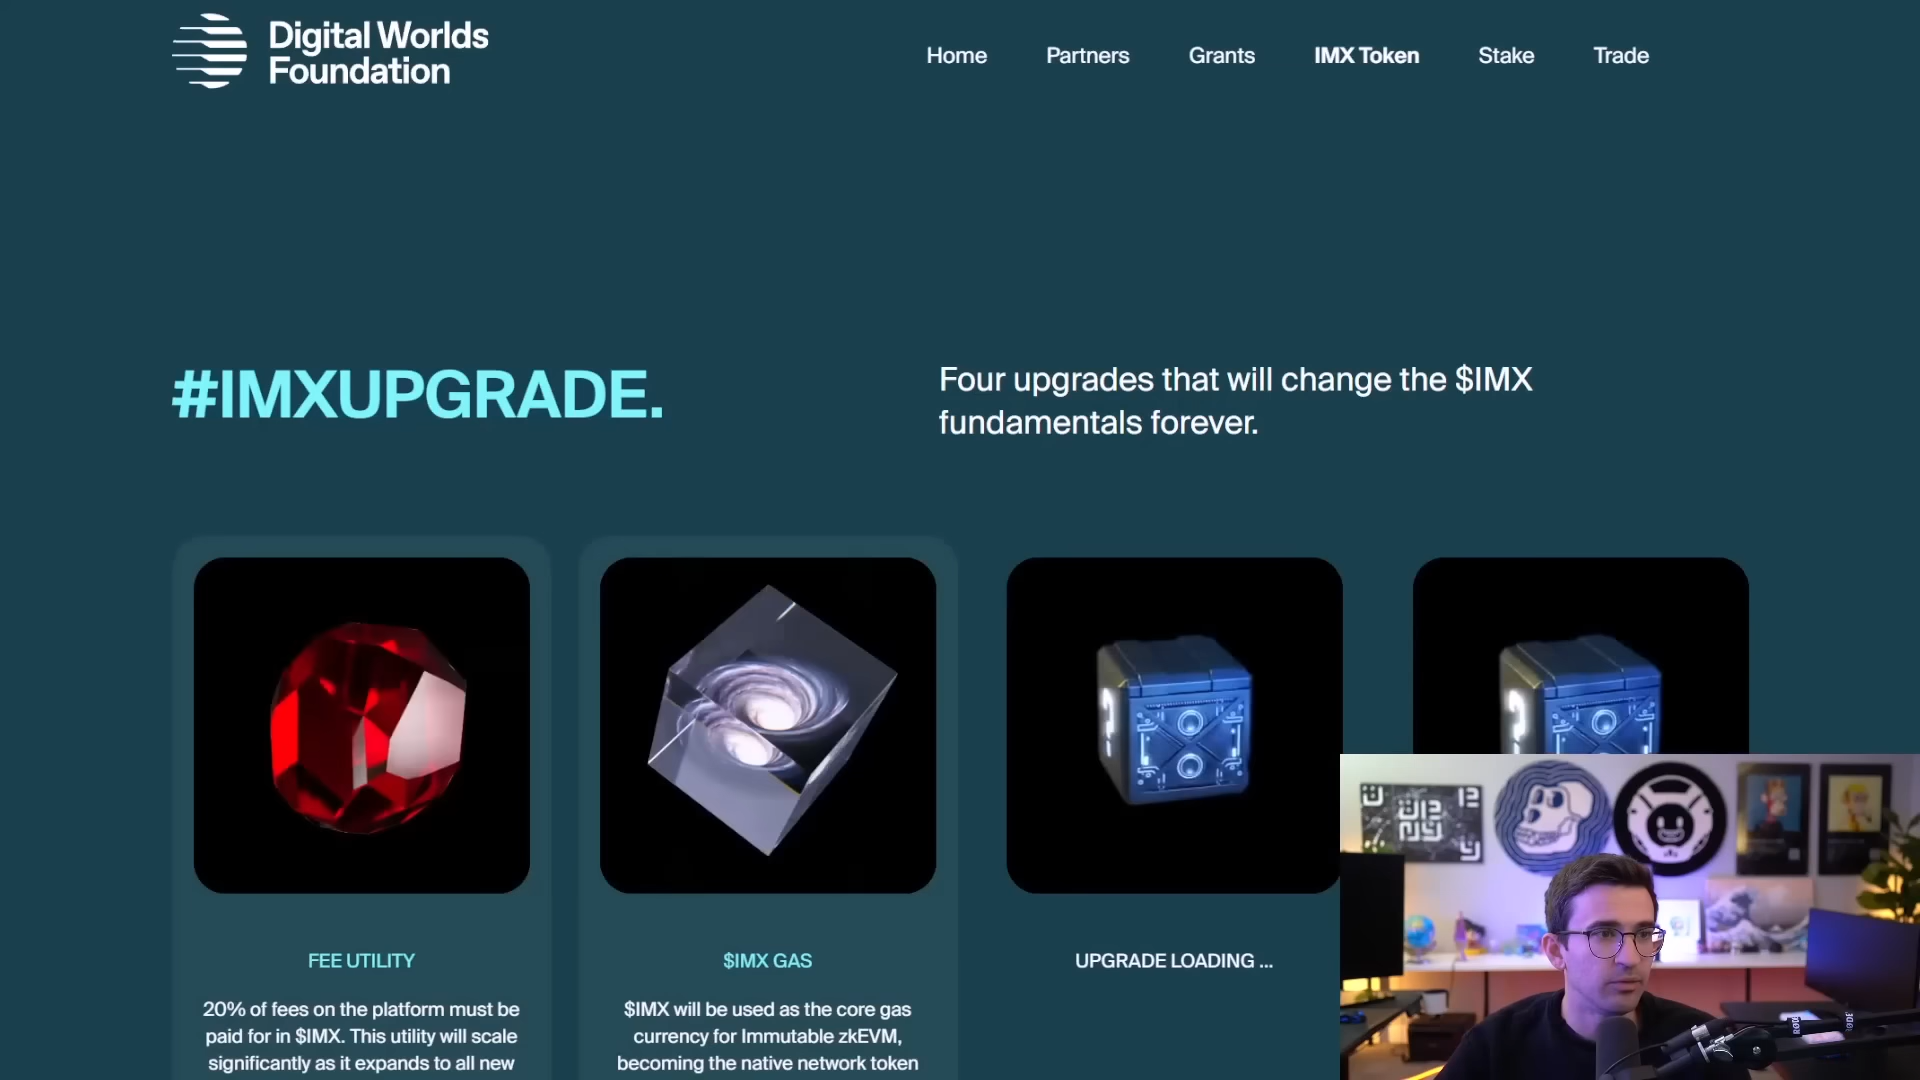 Digital Worlds
Foundation
Home
Partners
Grants
IMX Token
Stake
Trade
#IMXUPGRADE.
Four upgrades that will change the $IMX
fundamentals forever.
FEE UTILITY
20% of fees on the platform must be
paid for in $IMX. This utility will scale
significantly as it expands to all new
$IMX GAS
$IMX will be used as the core gas
currency for Immutable zkEVM,
becoming the native network token
UPGRADE LOADING ...
RØDE
RØDE